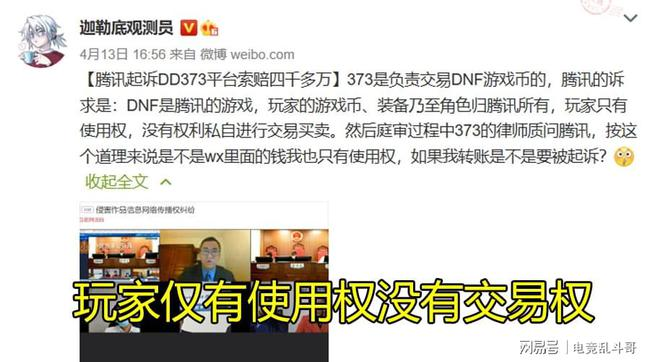 迦勒底观测员
4月13日 16:56 来自 微博 weibo.com
【腾讯起诉DD373平台索赔四千多万】373是负责交易DNF游戏币的，腾讯的诉
求是：DNF是腾讯的游戏，玩家的游戏币、装备乃至角色归腾讯所有，玩家只有
使用权，没有权利私自进行交易买卖。然后庭审过程中373的律师质问腾讯，按这
个道理来说是不是wx里面的钱我也只有使用权，如果我转账是不是要被起诉？
收起全文
侵害作品信息网络传播权纠纷
玩家仅有使用权没有交易权
网易号 | 电竞乱斗哥